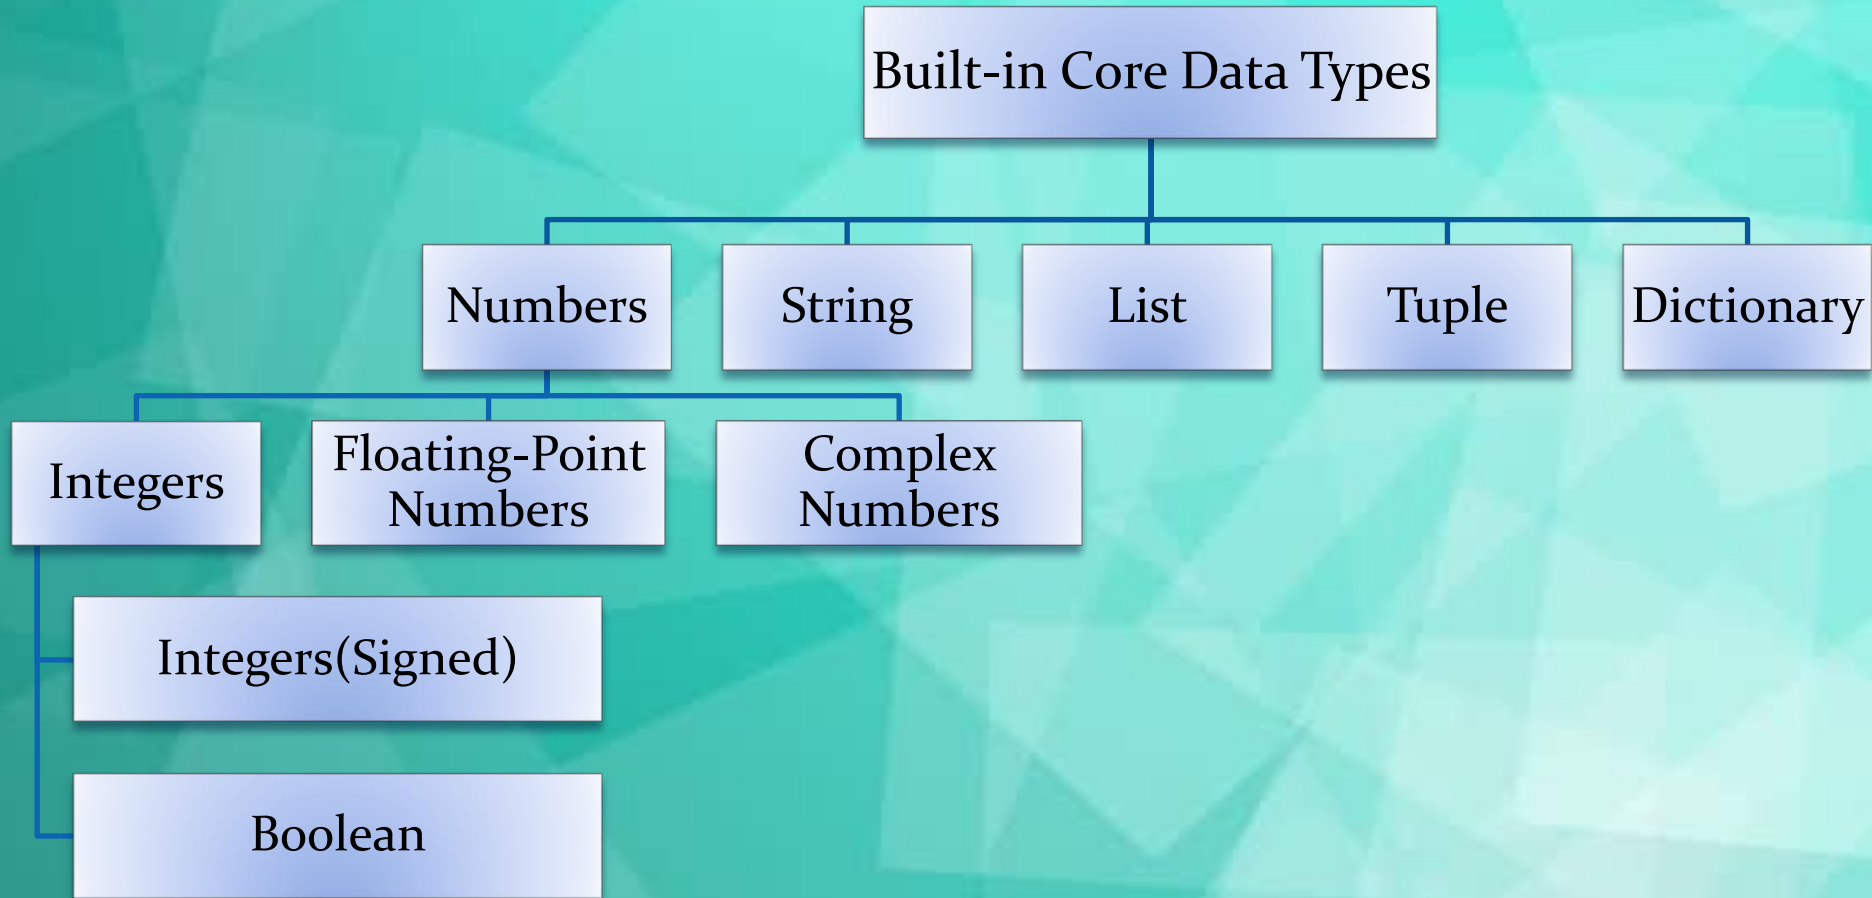 Built-in Core Data Types
Numbers
String
List
Tuple
Dictionary
Integers
Floating-Point
Numbers
Complex
Numbers
Integers(Signed)
Boolean